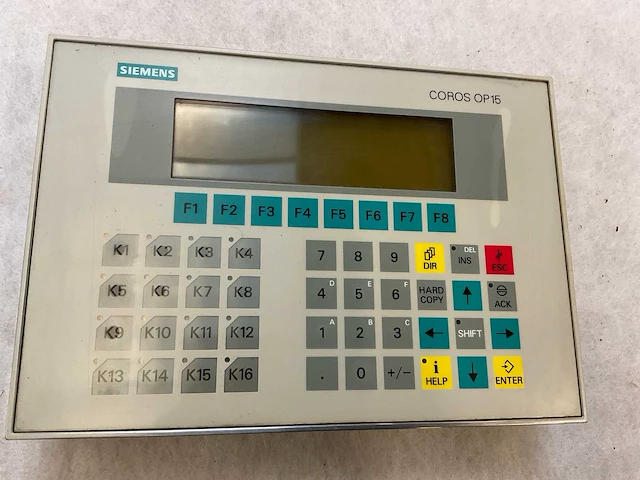 SIEMENS
COROS OP15
F1 F2 F3 F4 F5 F6 F7 F8
K1 K2 K3 K4 7 8 9 DIR DEL INS ESC
K5 K6 K7 K8 4 D 5 E 6 F HARD COPY ACK
K9 K10 K11 K12 1 A 2 B 3 C SHIFT
K13 K14 K15 K16 . 0 +/- i HELP ENTER